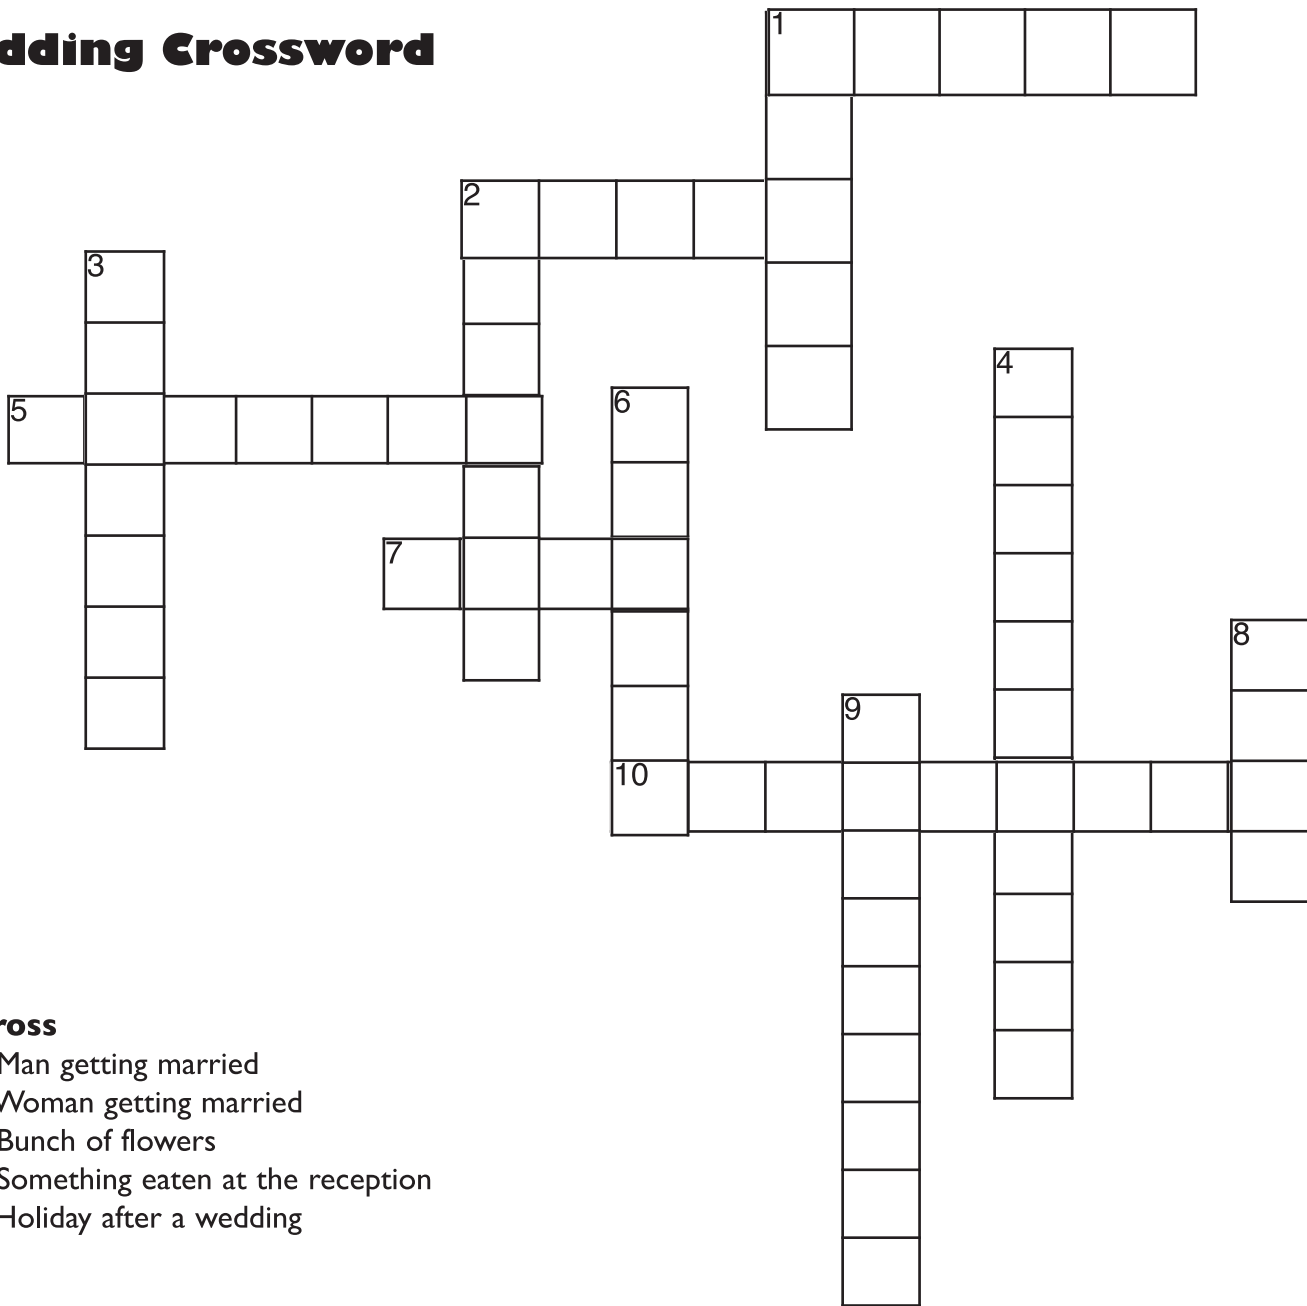 dding Crossword
1
2
3
4
5
6
7
8
9
10
ross
Man getting married
Woman getting married
Bunch of flowers
Something eaten at the reception
Holiday after a wedding